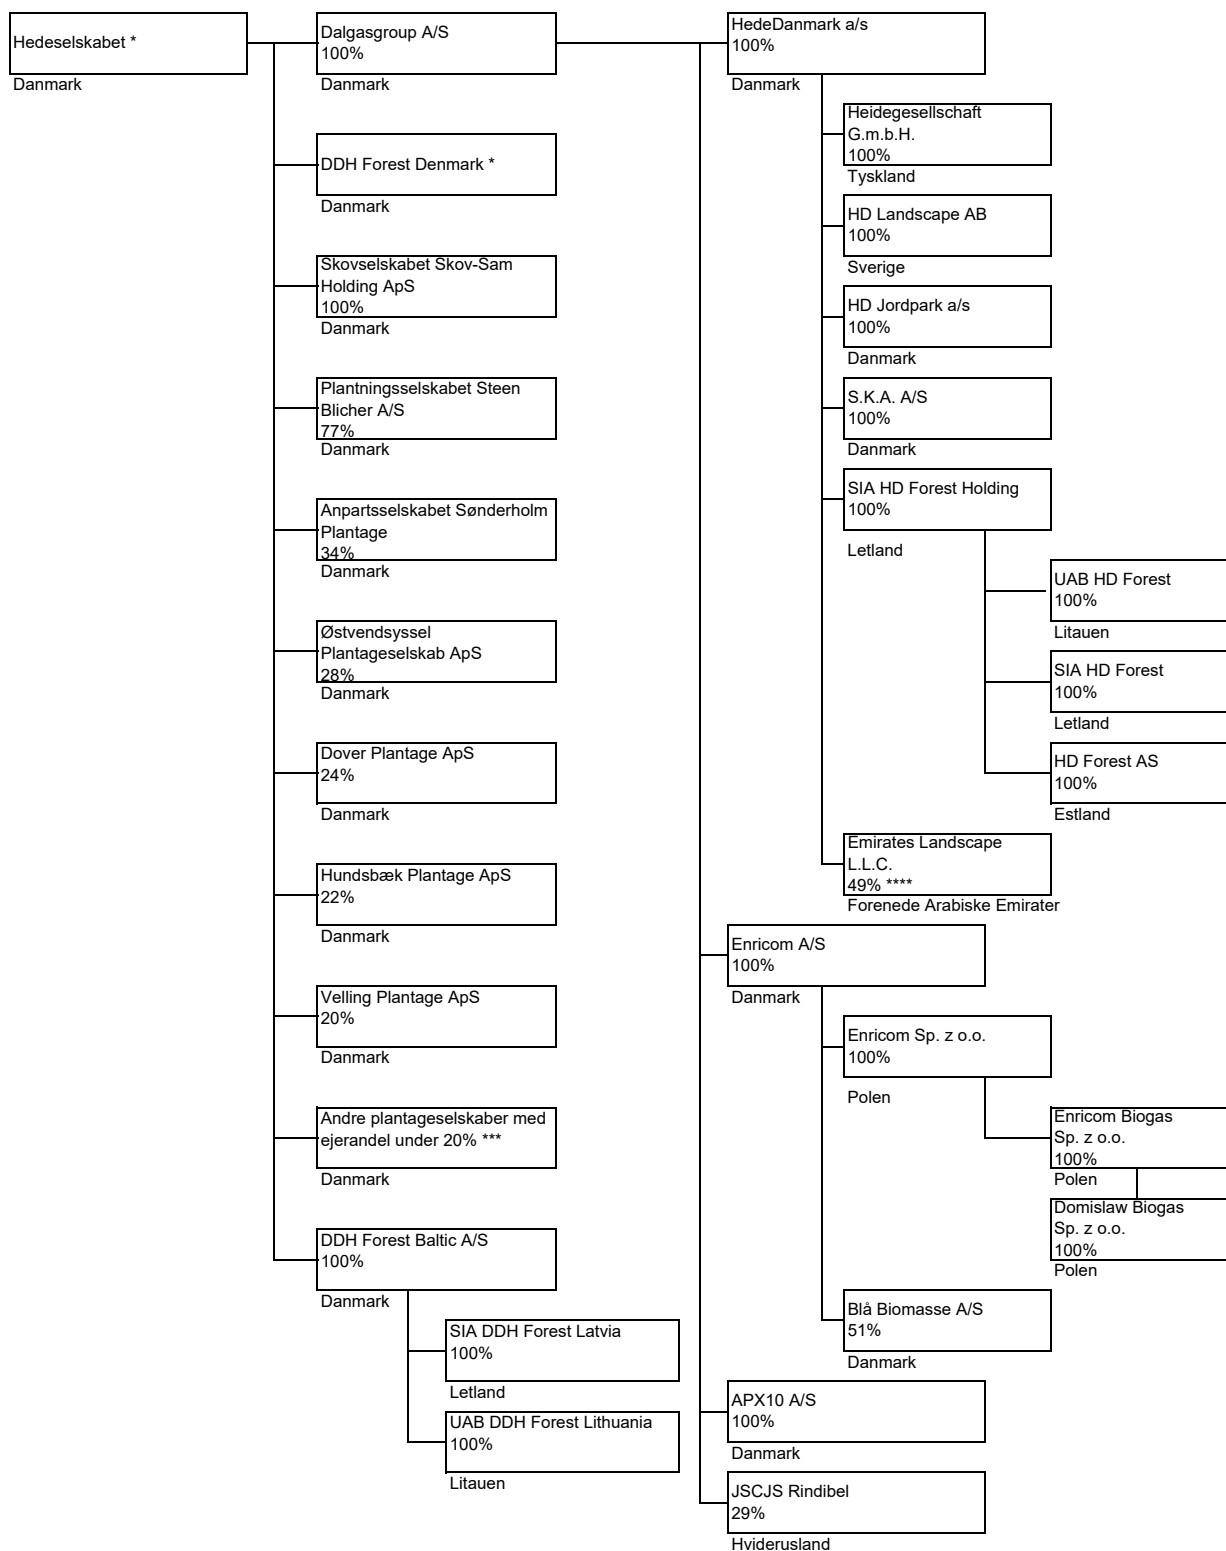 Hedeselskabet *
Danmark
Dalgasgroup A/S
100%
Danmark
DDH Forest Denmark *
Danmark
Skovselskabet Skov-Sam
Holding ApS
100%
Danmark
Plantningsselskabet Steen
Blicher A/S
77%
Danmark
Anpartsselskabet Sønderholm
Plantage
34%
Danmark
Østvendsyssel
Plantageselskab ApS
28%
Danmark
Dover Plantage ApS
24%
Danmark
Hundsbæk Plantage ApS
22%
Danmark
Velling Plantage ApS
20%
Danmark
Andre plantageselskaber med
ejerandel under 20% ***
Danmark
DDH Forest Baltic A/S
100%
Danmark
SIA DDH Forest Latvia
100%
Letland
UAB DDH Forest Lithuania
100%
Litauen
HedeDanmark a/s
100%
Danmark
Heidegesellschaft
G.m.b.H.
100%
Tyskland
HD Landscape AB
100%
Sverige
HD Jordpark a/s
100%
Danmark
S.K.A. A/S
100%
Danmark
SIA HD Forest Holding
100%
Letland
UAB HD Forest
100%
Litauen
SIA HD Forest
100%
Letland
HD Forest AS
100%
Estland
Emirates Landscape
L.L.C.
49% ****
Forenede Arabiske Emirater
Enricom A/S
100%
Danmark
Enricom Sp. z o.o.
100%
Polen
Enricom Biogas
Sp. z o.o.
100%
Polen
Domislaw Biogas
Sp. z o.o.
100%
Polen
Blå Biomasse A/S
51%
Danmark
APX10 A/S
100%
Danmark
JSCJS Rindibel
29%
Hviderusland